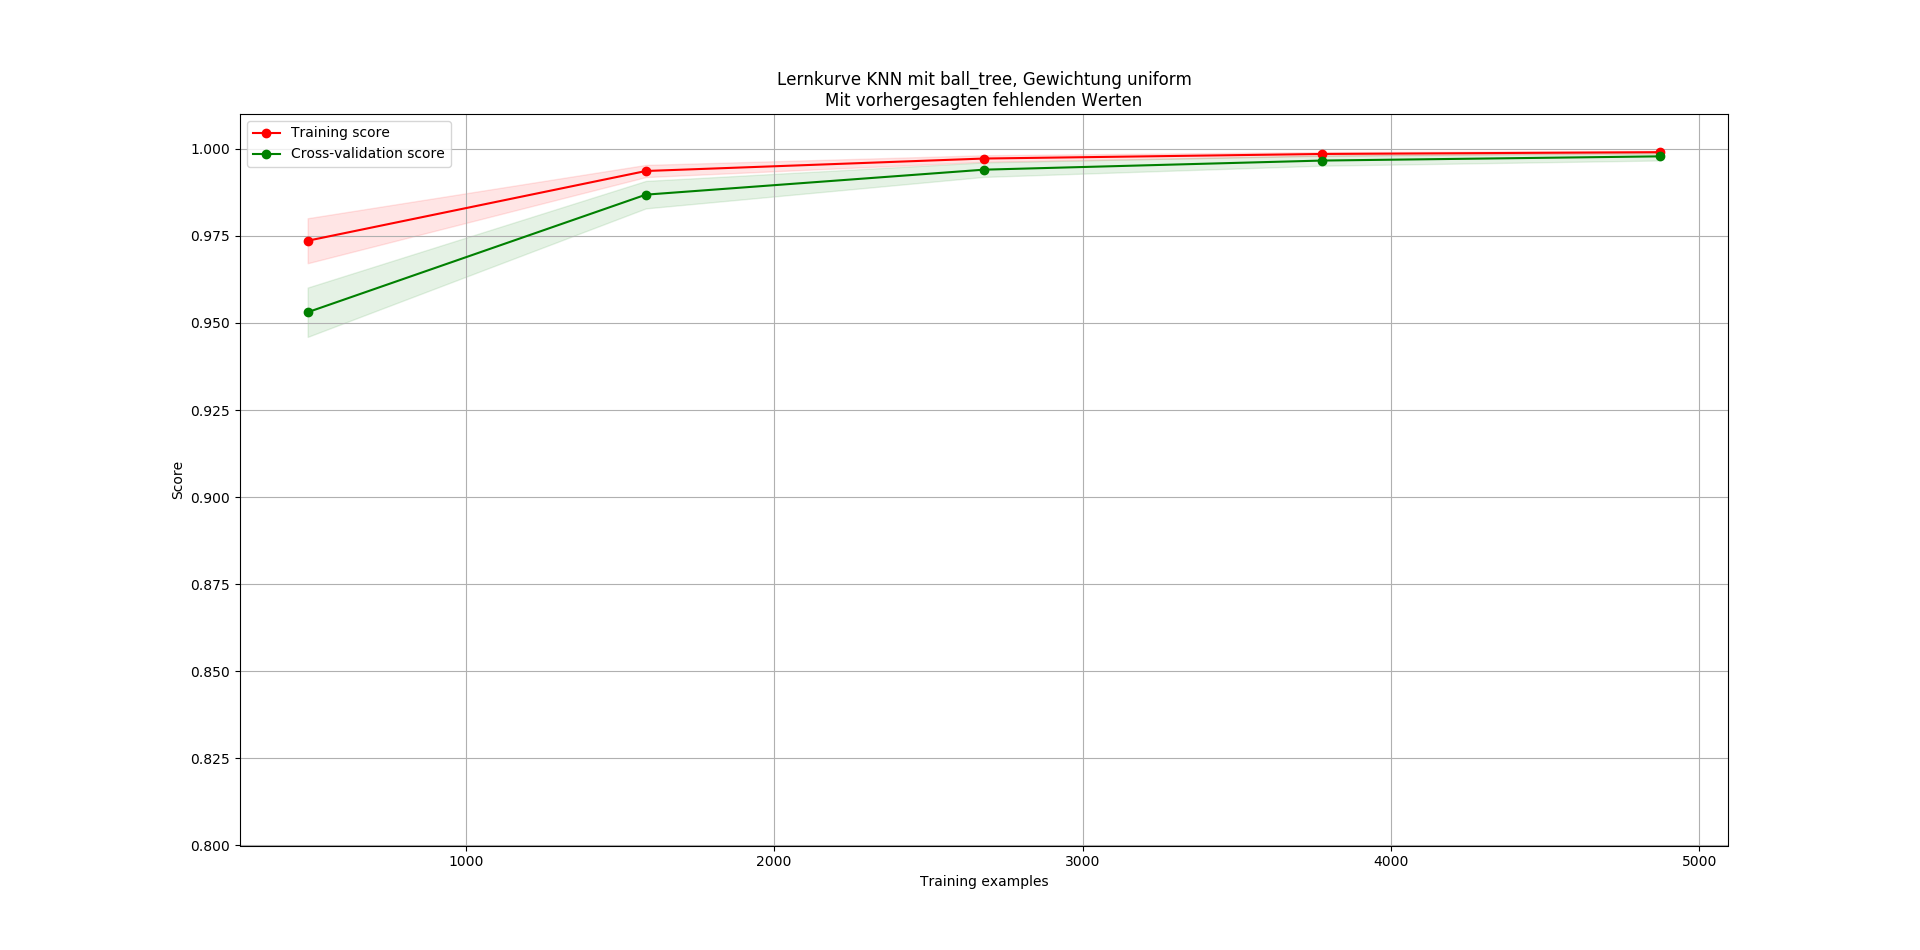 Lernkurve KNN mit ball_tree, Gewichtung uniform
Mit vorhergesagten fehlenden Werten
Training score
Cross-validation score
1.000
0.975
0.950
0.925
0.900
0.875
0.850
0.825
0.800
Score
1000 2000 3000 4000 5000
Training examples